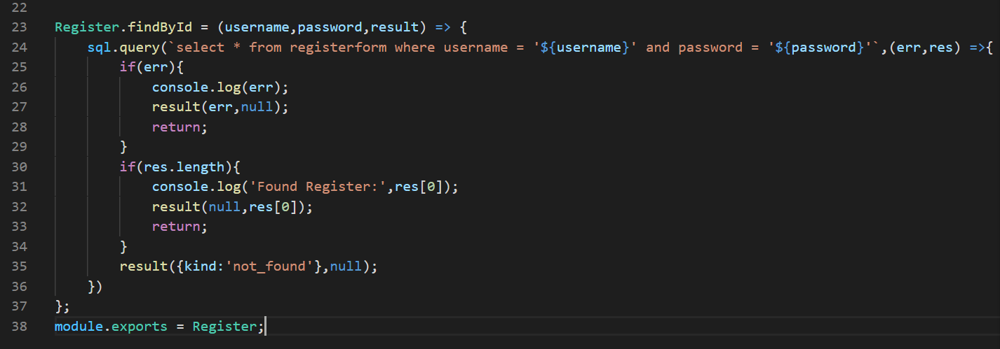 22
23 Register.findById = (username,password,result) => {
24     sql.query(`select * from registerform where username = '${username}' and password = '${password}'`,(err,res) =>{
25         if(err){
26             console.log(err);
27             result(err,null);
28             return;
29         }
30         if(res.length){
31             console.log('Found Register:',res[0]);
32             result(null,res[0]);
33             return;
34         }
35         result({kind:'not_found'},null);
36     })
37 };
38 module.exports = Register;